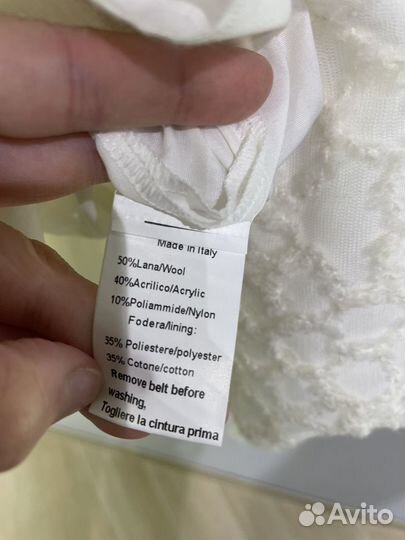 Made in Italy
50%Lana/Wool
40%Acrilico/Acrylic
10%Poliammide/Nylon
Fodera/lining:
35% Poliestere/polyester
35% Cotone/cotton
Remove belt before
washing,
Togliere la cintura prima
Avito